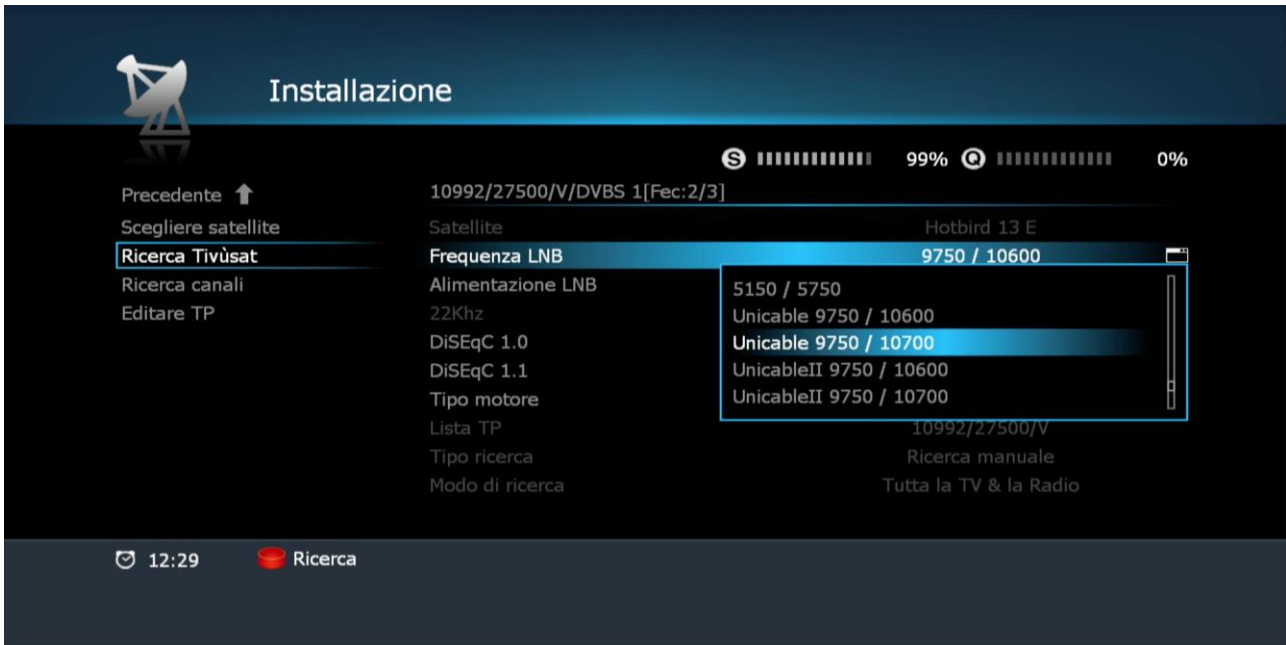 Installazione
S 99% Q 0%
Precedente
10992/27500/V/DVBS 1[Fec:2/3]
Scegliere satellite
Satellite Hotbird 13 E
Ricerca Tivùsat
Frequenza LNB 9750 / 10600
Ricerca canali
Alimentazione LNB
Editare TP
22Khz
DiSEqC 1.0
DiSEqC 1.1
Tipo motore
5150 / 5750
Unicable 9750 / 10600
Unicable 9750 / 10700
UnicableII 9750 / 10600
UnicableII 9750 / 10700
Lista TP 10992/27500/V
Tipo ricerca Ricerca manuale
Modo di ricerca Tutta la TV & la Radio
12:29 Ricerca